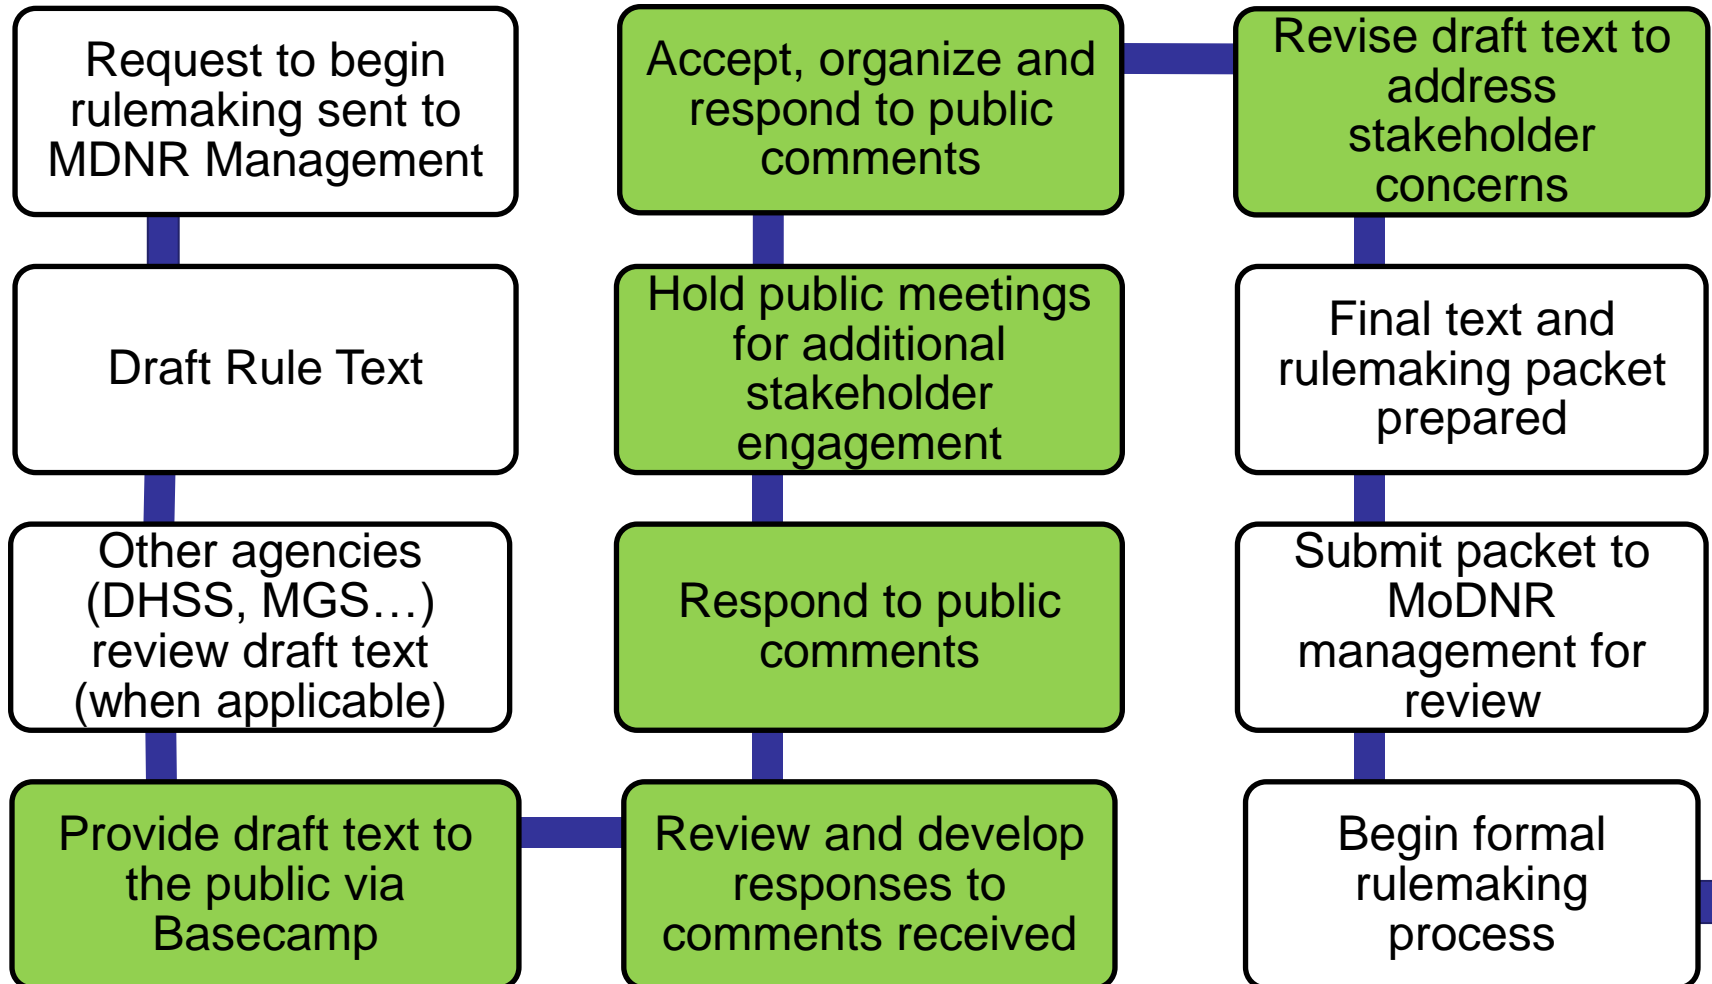 Request to begin
rulemaking sent to
MDNR Management
Draft Rule Text
Other agencies
(DHSS, MGS…)
review draft text
(when applicable)
Provide draft text to
the public via
Basecamp
Review and develop
responses to
comments received
Respond to public
comments
Hold public meetings
for additional
stakeholder
engagement
Accept, organize and
respond to public
comments
Revise draft text to
address
stakeholder
concerns
Final text and
rulemaking packet
prepared
Submit packet to
MoDNR
management for
review
Begin formal
rulemaking
process